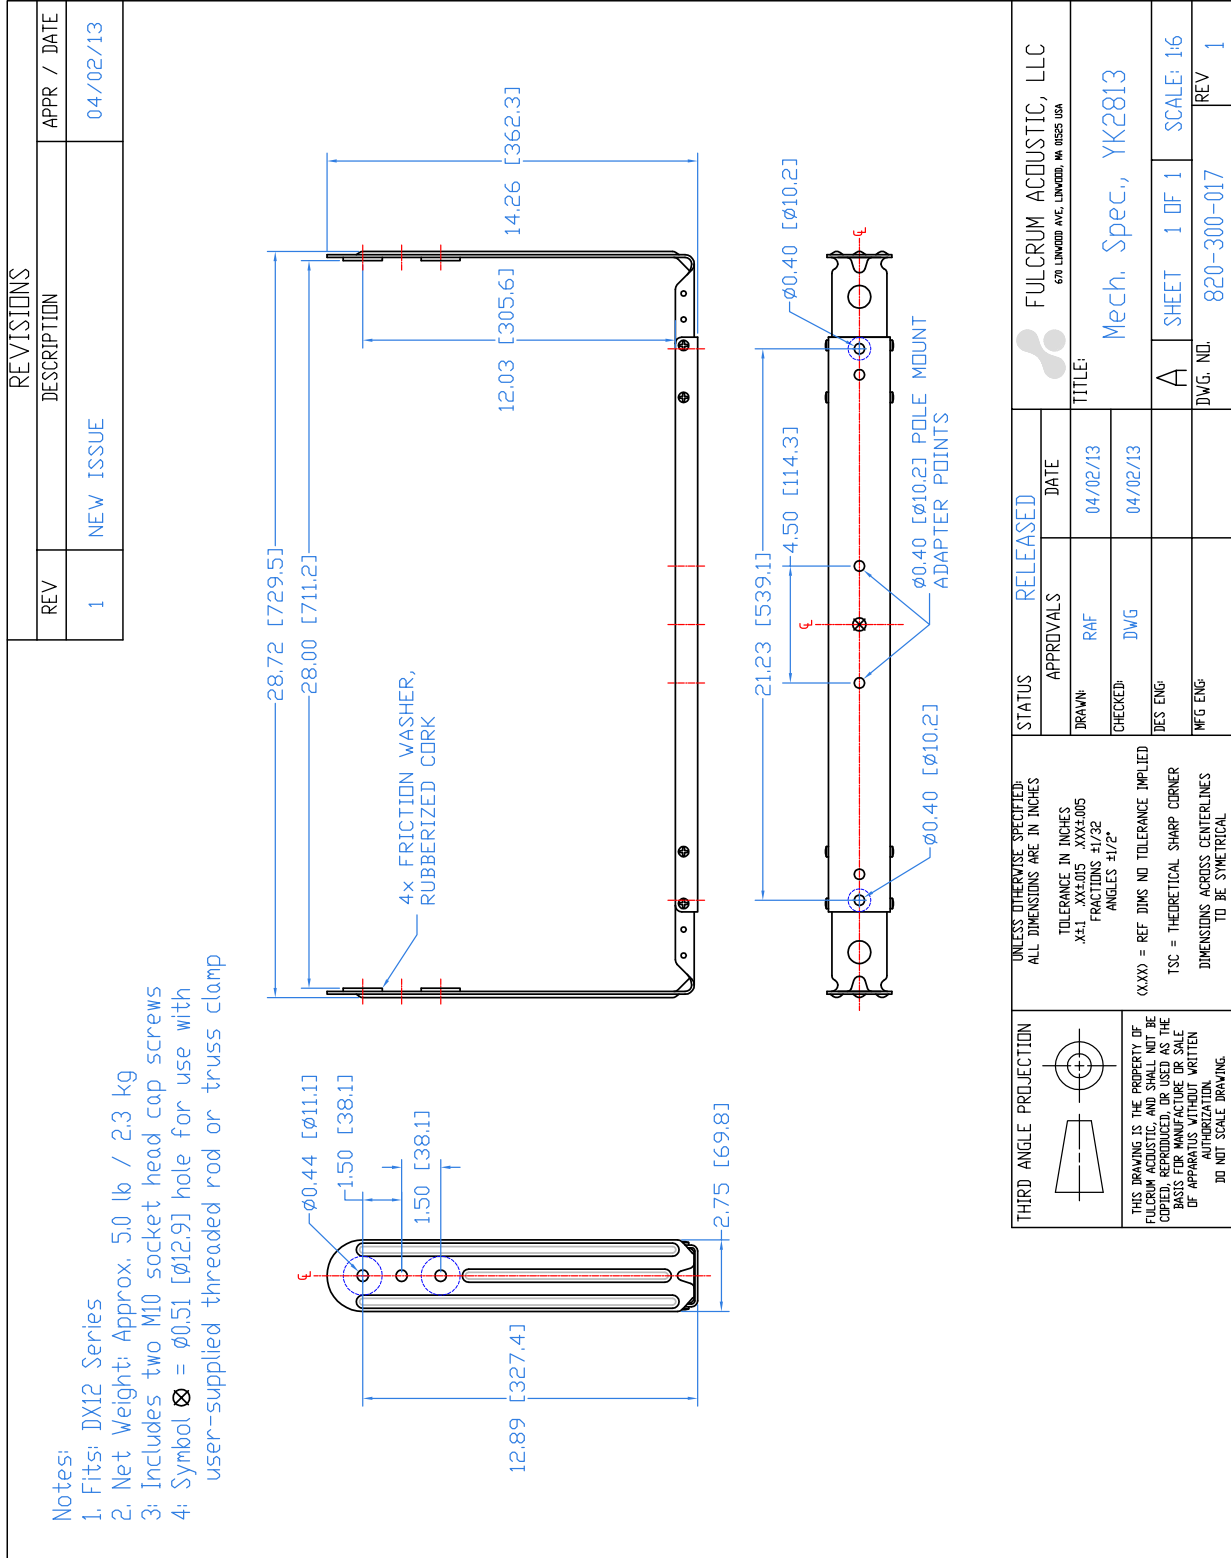 REVISIONS
REV DESCRIPTION APPR / DATE
1 NEW ISSUE 04/02/13
Notes:
1. Fits: DX12 Series
2. Net Weight: Approx. 5.0 lb / 2.3 kg
3: Includes two M10 socket head cap screws
4: Symbol ⊗ = ø0.51 [ø12.9] hole for use with
user-supplied threaded rod or truss clamp
28.72 [729.5]
28.00 [711.2]
4x FRICTION WASHER,
RUBBERIZED CORK
14.26 [362.3]
12.03 [305.6]
ø0.44 [ø11.1]
1.50 [38.1]
1.50 [38.1]
12.89 [327.4]
2.75 [69.8]
CL
ø0.40 [ø10.2]
21.23 [539.1]
4.50 [114.3]
CL
CL
ø0.40 [ø10.2]
ø0.40 [ø10.2] POLE MOUNT
ADAPTER POINTS
THIRD ANGLE PROJECTION
THIS DRAWING IS THE PROPERTY OF
FULCRUM ACOUSTIC, AND SHALL NOT BE
COPIED, REPRODUCED, OR USED AS THE
BASIS FOR MANUFACTURE OR SALE
OF APPARATUS WITHOUT WRITTEN
AUTHORIZATION.
DO NOT SCALE DRAWING.
UNLESS OTHERWISE SPECIFIED:
ALL DIMENSIONS ARE IN INCHES
TOLERANCE IN INCHES
.X±.1 .XX±.015 .XXX±.005
FRACTIONS ±1/32
ANGLES ±1/2°
(X.XX) = REF DIMS NO TOLERANCE IMPLIED
TSC = THEORETICAL SHARP CORNER
DIMENSIONS ACROSS CENTERLINES
TO BE SYMETRICAL
STATUS RELEASED
APPROVALS DATE
DRAWN: RAF 04/02/13
CHECKED: DWG 04/02/13
DES ENG:
MFG ENG:
FULCRUM ACOUSTIC, LLC
670 LINWOOD AVE, LINWOOD, MA 01525 USA
TITLE:
Mech. Spec., YK2813
A SHEET 1 OF 1 SCALE: 1:6
DWG. NO. 820-300-017 REV 1